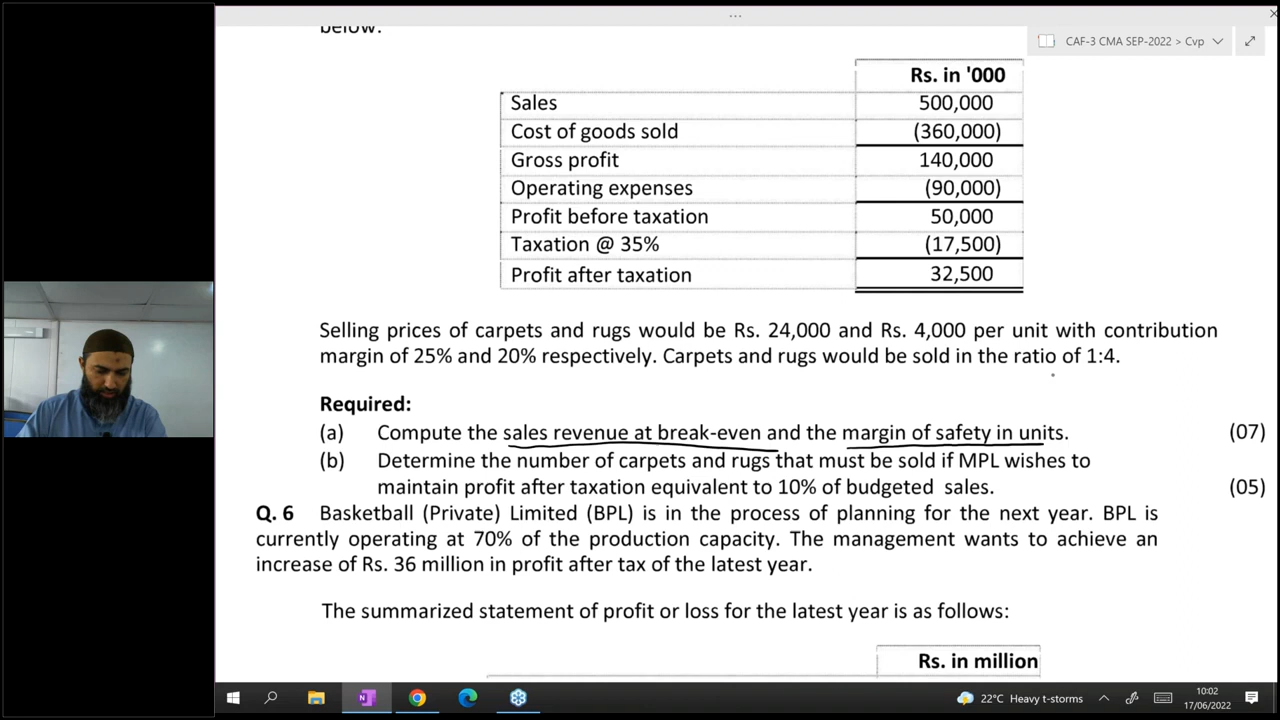 below:
CAF-3 CMA SEP-2022 > Cvp
Rs. in '000
Sales 500,000
Cost of goods sold (360,000)
Gross profit 140,000
Operating expenses (90,000)
Profit before taxation 50,000
Taxation @ 35% (17,500)
Profit after taxation 32,500
Selling prices of carpets and rugs would be Rs. 24,000 and Rs. 4,000 per unit with contribution
margin of 25% and 20% respectively. Carpets and rugs would be sold in the ratio of 1:4.
Required:
(a) Compute the sales revenue at break-even and the margin of safety in units. (07)
(b) Determine the number of carpets and rugs that must be sold if MPL wishes to
maintain profit after taxation equivalent to 10% of budgeted sales. (05)
Q. 6 Basketball (Private) Limited (BPL) is in the process of planning for the next year. BPL is
currently operating at 70% of the production capacity. The management wants to achieve an
increase of Rs. 36 million in profit after tax of the latest year.
The summarized statement of profit or loss for the latest year is as follows:
Rs. in million
22°C Heavy t-storms
10:02
17/06/2022